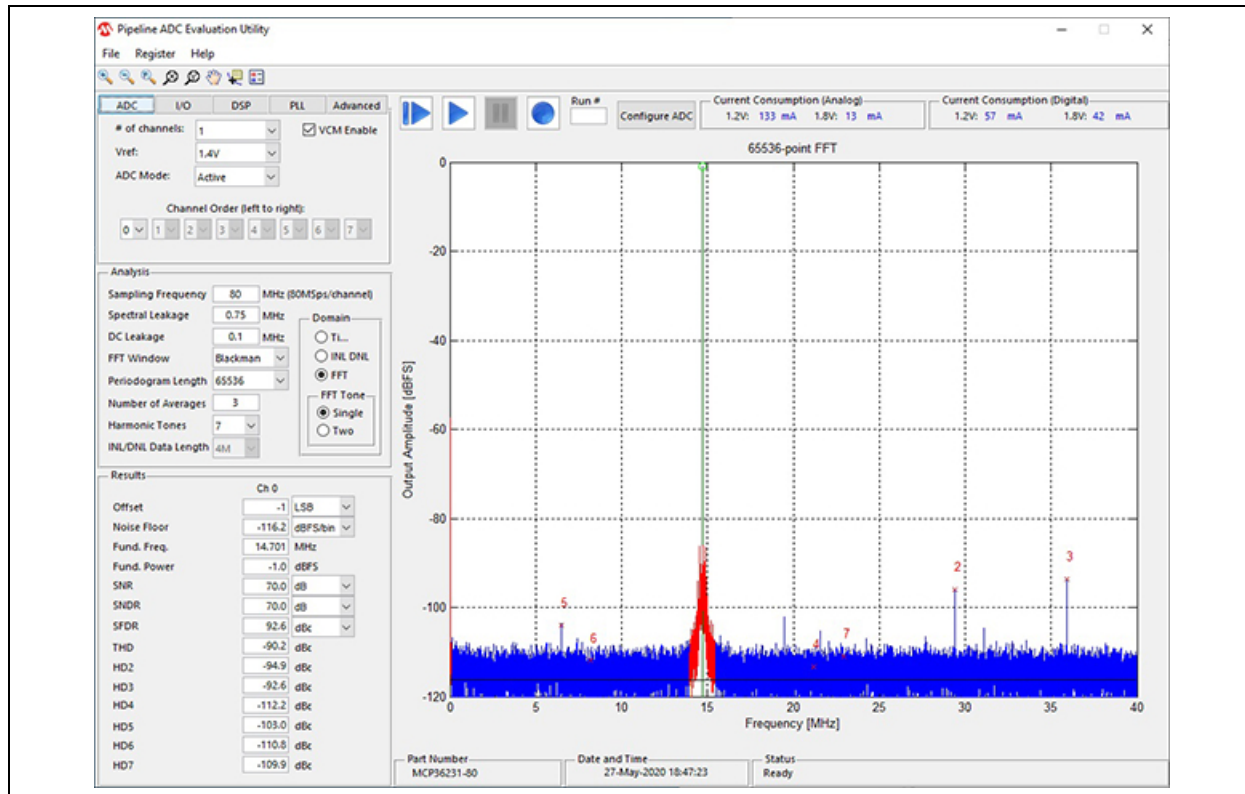 Pipeline ADC Evaluation Utility
File Register Help
ADC I/O DSP PLL Advanced
# of channels: 1 VCM Enable
Vref: 1.4V
ADC Mode: Active
Channel Order (left to right):
0 1 2 3 4 5 6 7
Run #
Configure ADC
Current Consumption (Analog)
1.2V: 133 mA 1.8V: 13 mA
Current Consumption (Digital)
1.2V: 57 mA 1.8V: 42 mA
Analysis
Sampling Frequency 80 MHz (80MSps/channel)
Spectral Leakage 0.75 MHz
DC Leakage 0.1 MHz
FFT Window Blackman
Periodogram Length 65536
Number of Averages 3
Harmonic Tones 7
INL/DNL Data Length 4M
Domain
Ti...
INL DNL
FFT
FFT Tone
Single
Two
Results
Ch 0
Offset -1 LSB
Noise Floor -116.2 dBFS/bin
Fund. Freq. 14.701 MHz
Fund. Power -1.0 dBFS
SNR 70.0 dB
SNDR 70.0 dB
SFDR 92.6 dBc
THD -90.2 dBc
HD2 -94.9 dBc
HD3 -92.6 dBc
HD4 -112.2 dBc
HD5 -103.0 dBc
HD6 -110.8 dBc
HD7 -109.9 dBc
65536-point FFT
Output Amplitude [dBFS]
0
-20
-40
-60
-80
-100
-120
5
6
4
7
2
3
0 5 10 15 20 25 30 35 40
Frequency [MHz]
Part Number
MCP36231-80
Date and Time
27-May-2020 18:47:23
Status
Ready